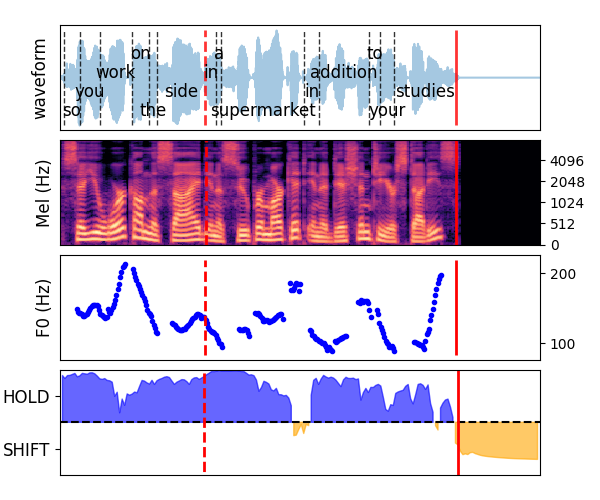 waveform
so you work on the side in a supermarket in addition to your studies
Mel (Hz)
4096
2048
1024
512
0
F0 (Hz)
200
100
HOLD
SHIFT